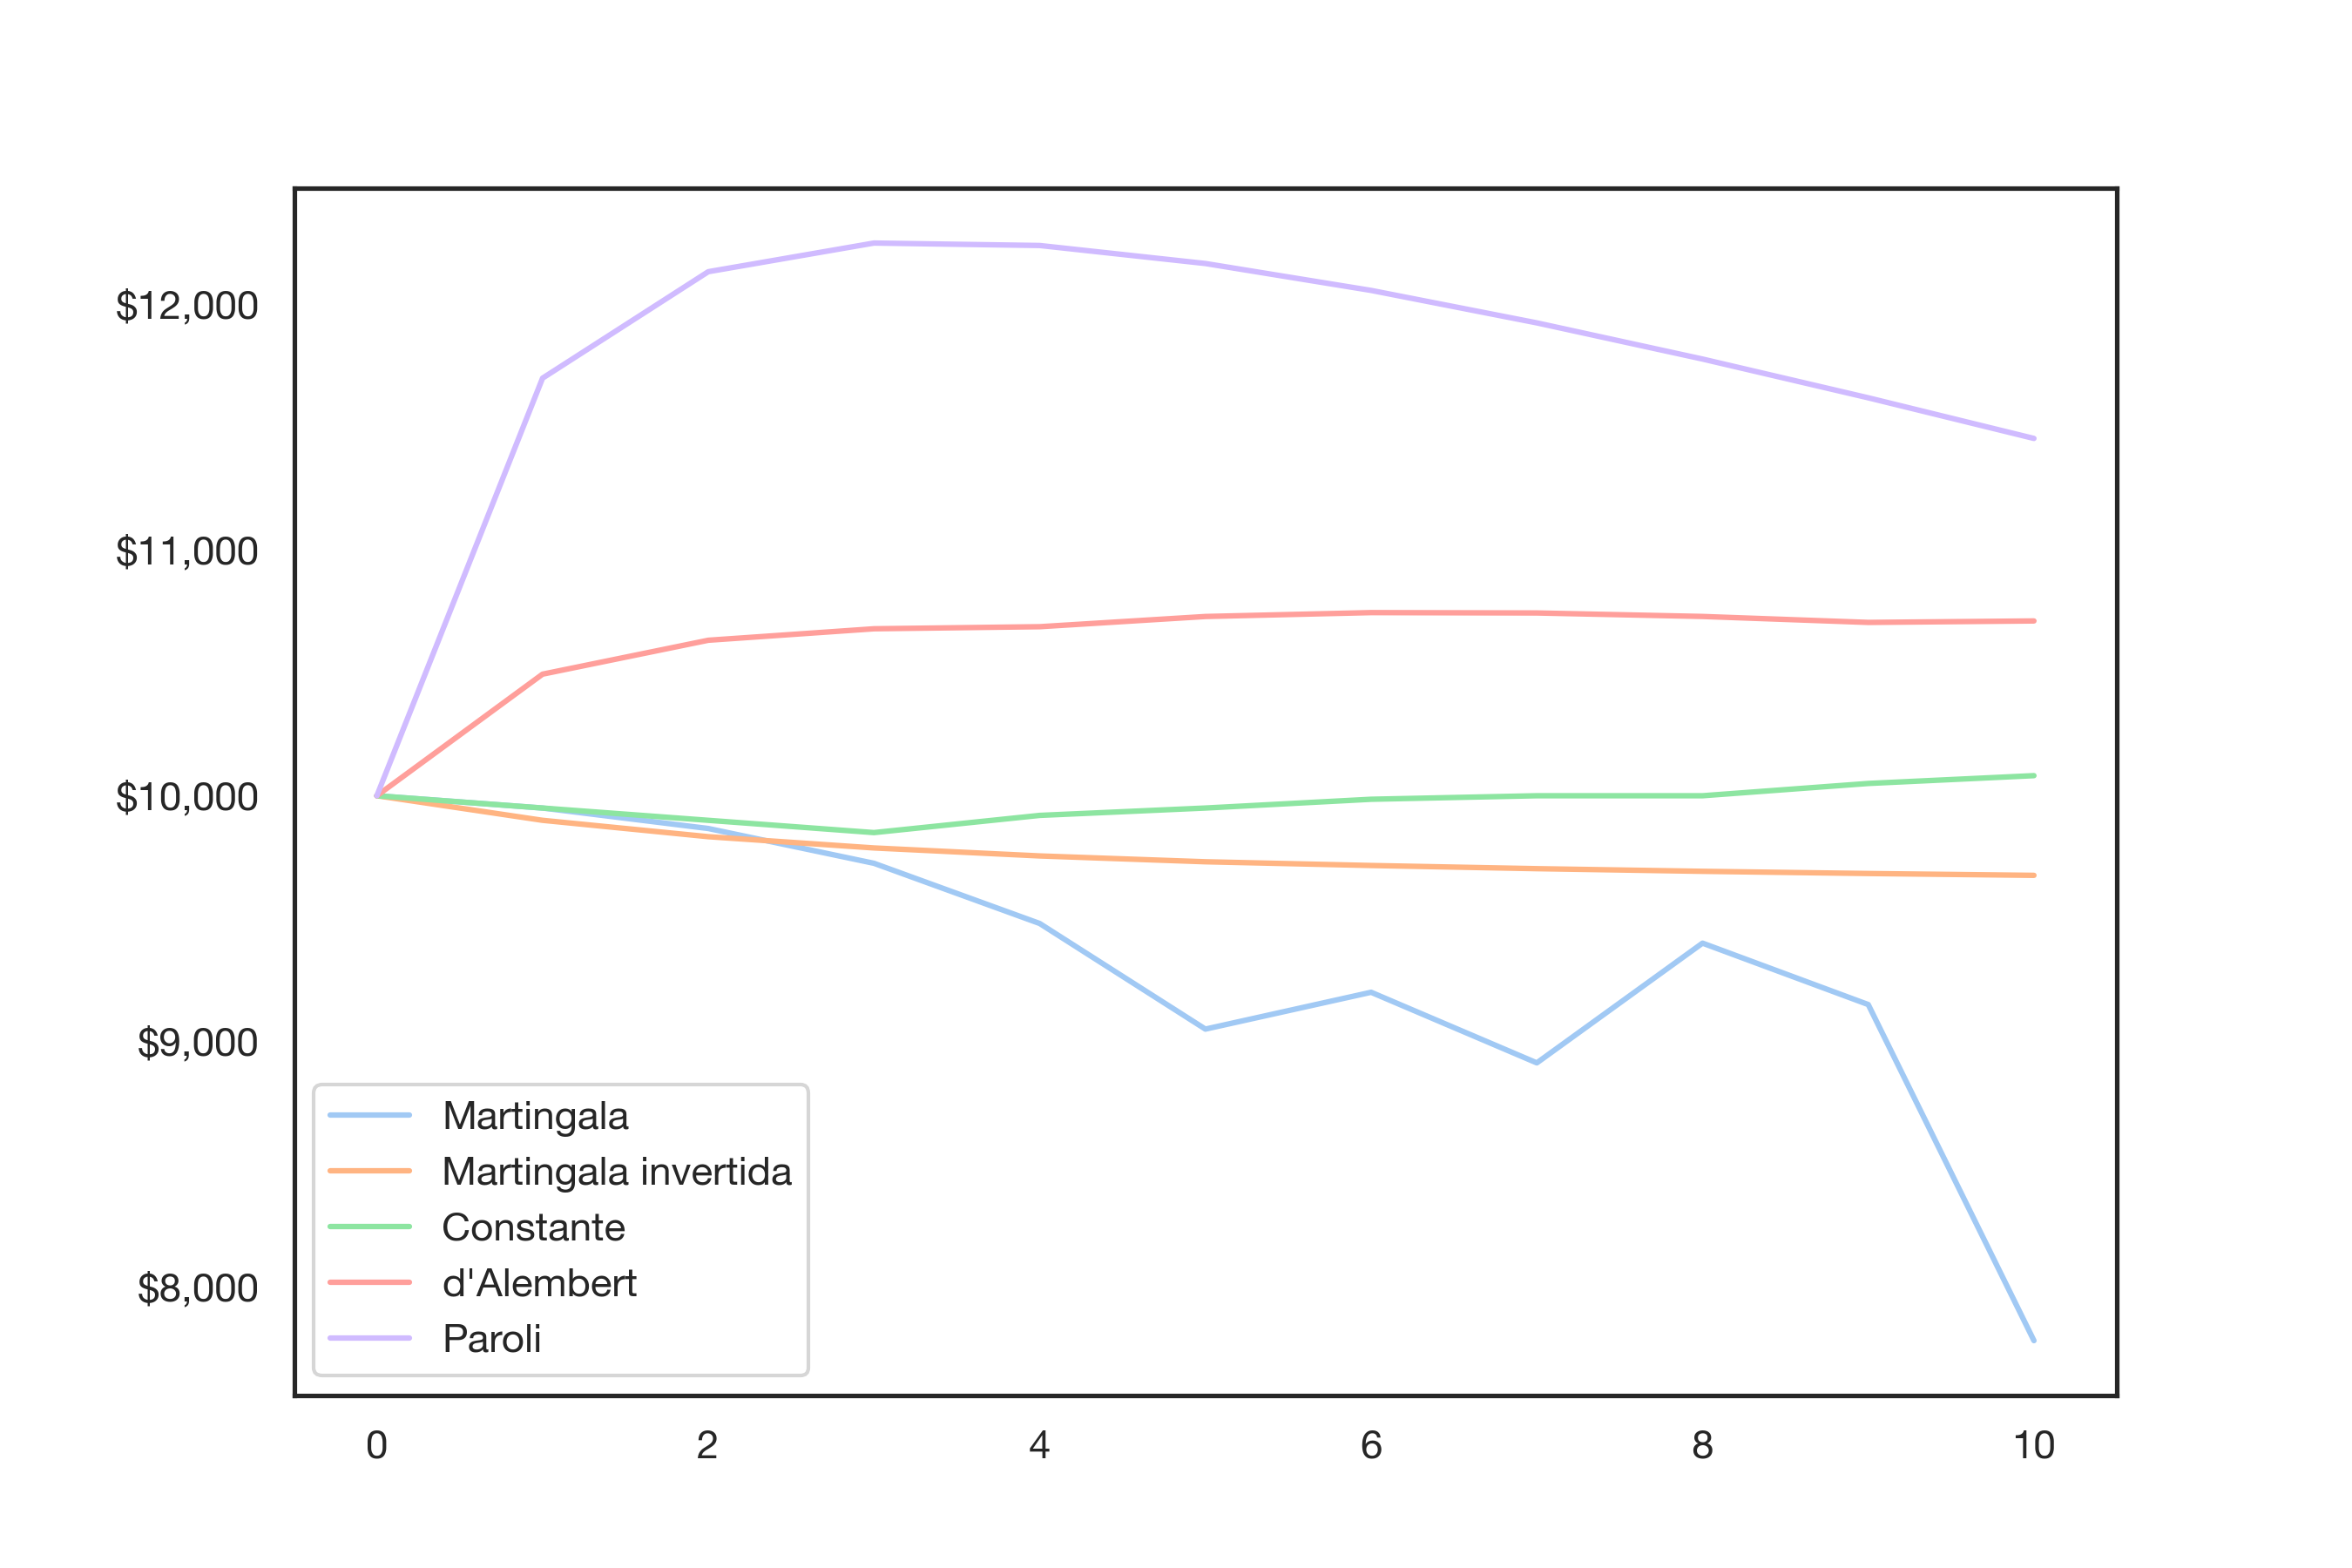 $12,000
$11,000
$10,000
$9,000
$8,000
Martingala
Martingala invertida
Constante
d'Alembert
Paroli
0 2 4 6 8 10